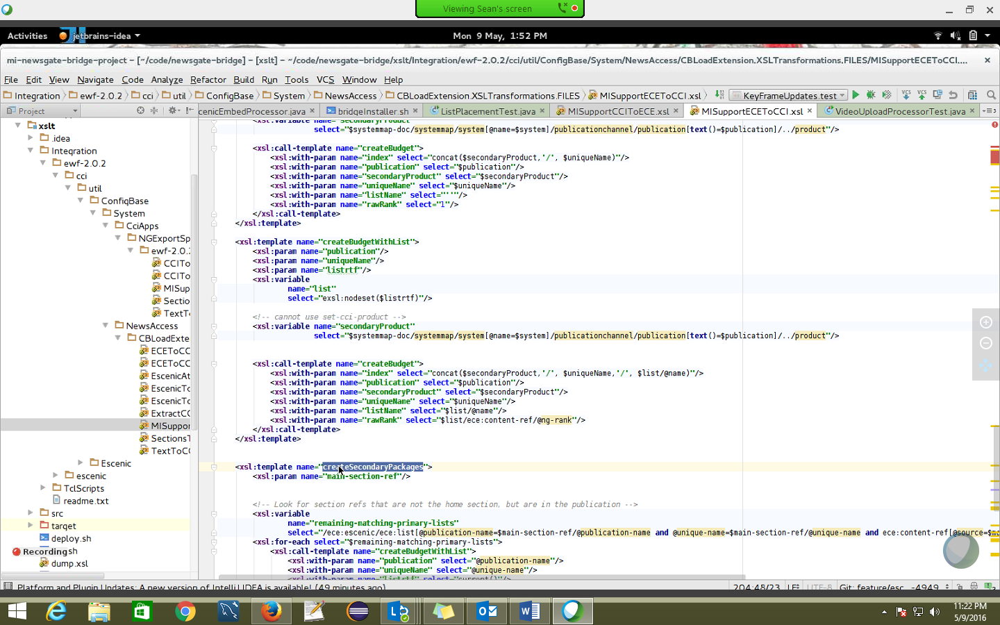 Viewing Sean's screen
Activities
jetbrains-idea
Mon 9 May, 1:52 PM
mi-newsgate-bridge-project – [~/code/newsgate-bridge] – [xslt] – ~/code/newsgate-bridge/xslt/Integration/ewf-2.0.2/cci/util/ConfigBase/System/NewsAccess/CBLoadExtension.XSLTransformations.FILES/MISupportECEToCCI....
File Edit View Navigate Code Analyze Refactor Build Run Tools VCS Window Help
Integration ewf-2.0.2 cci util ConfigBase System NewsAccess CBLoadExtension.XSLTransformations.FILES MISupportECEToCCI.xsl KeyFrameUpdates.test
Project
cenicEmbedProcessor.java bridgeInstaller.sh ListPlacementTest.java MISupportCCIToECE.xsl MISupportECEToCCI.xsl VideoUploadProcessorTest.java
xslt
.idea
Integration
ewf-2.0.2
cci
util
ConfigBase
System
CciApps
NGExportSp
ewf-2.0.2
CCITo
CCITo
MISup
Sectio
TextTo
NewsAccess
CBLoadExte
ECEToCC
ECEToCC
EscenicAt
EscenicTo
EscenicTo
ExtractCC
MISuppor
SectionsT
TextToCC
Escenic
escenic
TclScripts
readme.txt
src
target
deploy.sh
Recording
sh
dump.xsl
<xsl:variable name="secondaryProduct"
select="$systemmap-doc/systemmap/system[@name=$system]/publicationchannel/publication[text()=$publication]/../product"/>
<xsl:call-template name="createBudget">
<xsl:with-param name="index" select="concat($secondaryProduct,'/', $uniqueName)"/>
<xsl:with-param name="publication" select="$publication"/>
<xsl:with-param name="secondaryProduct" select="$secondaryProduct"/>
<xsl:with-param name="uniqueName" select="$uniqueName"/>
<xsl:with-param name="listName" select="''"/>
<xsl:with-param name="rawRank" select="1"/>
</xsl:call-template>
</xsl:template>
<xsl:template name="createBudgetWithList">
<xsl:param name="publication"/>
<xsl:param name="uniqueName"/>
<xsl:param name="listrtf"/>
<xsl:variable
name="list"
select="exsl:nodeset($listrtf)"/>
<!-- cannot use set-cci-product -->
<xsl:variable name="secondaryProduct"
select="$systemmap-doc/systemmap/system[@name=$system]/publicationchannel/publication[text()=$publication]/../product"/>
<xsl:call-template name="createBudget">
<xsl:with-param name="index" select="concat($secondaryProduct,'/', $uniqueName,'/', $list/@name)"/>
<xsl:with-param name="publication" select="$publication"/>
<xsl:with-param name="secondaryProduct" select="$secondaryProduct"/>
<xsl:with-param name="uniqueName" select="$uniqueName"/>
<xsl:with-param name="listName" select="$list/@name"/>
<xsl:with-param name="rawRank" select="$list/ece:content-ref/@ng-rank"/>
</xsl:call-template>
</xsl:template>
<xsl:template name="createSecondaryPackages">
<xsl:param name="main-section-ref"/>
<!-- Look for section refs that are not the home section, but are in the publication -->
<xsl:variable
name="remaining-matching-primary-lists"
select="/ece:escenic/ece:list[@publication-name=$main-section-ref/@publication-name and @unique-name=$main-section-ref/@unique-name and ece:content-ref[@source=$ma
<xsl:for-each select="$remaining-matching-primary-lists">
<xsl:call-template name="createBudgetWithList">
<xsl:with-param name="publication" select="@publication-name"/>
<xsl:with-param name="uniqueName" select="@unique-name"/>
<xsl:with-param name="listrtf" select="current()"/>
Platform and Plugin Updates: A new version of IntelliJ IDEA is available! (49 minutes ago)
204:48/23 LF UTF-8 Git: feature/esc -4949
11:22 PM
5/9/2016